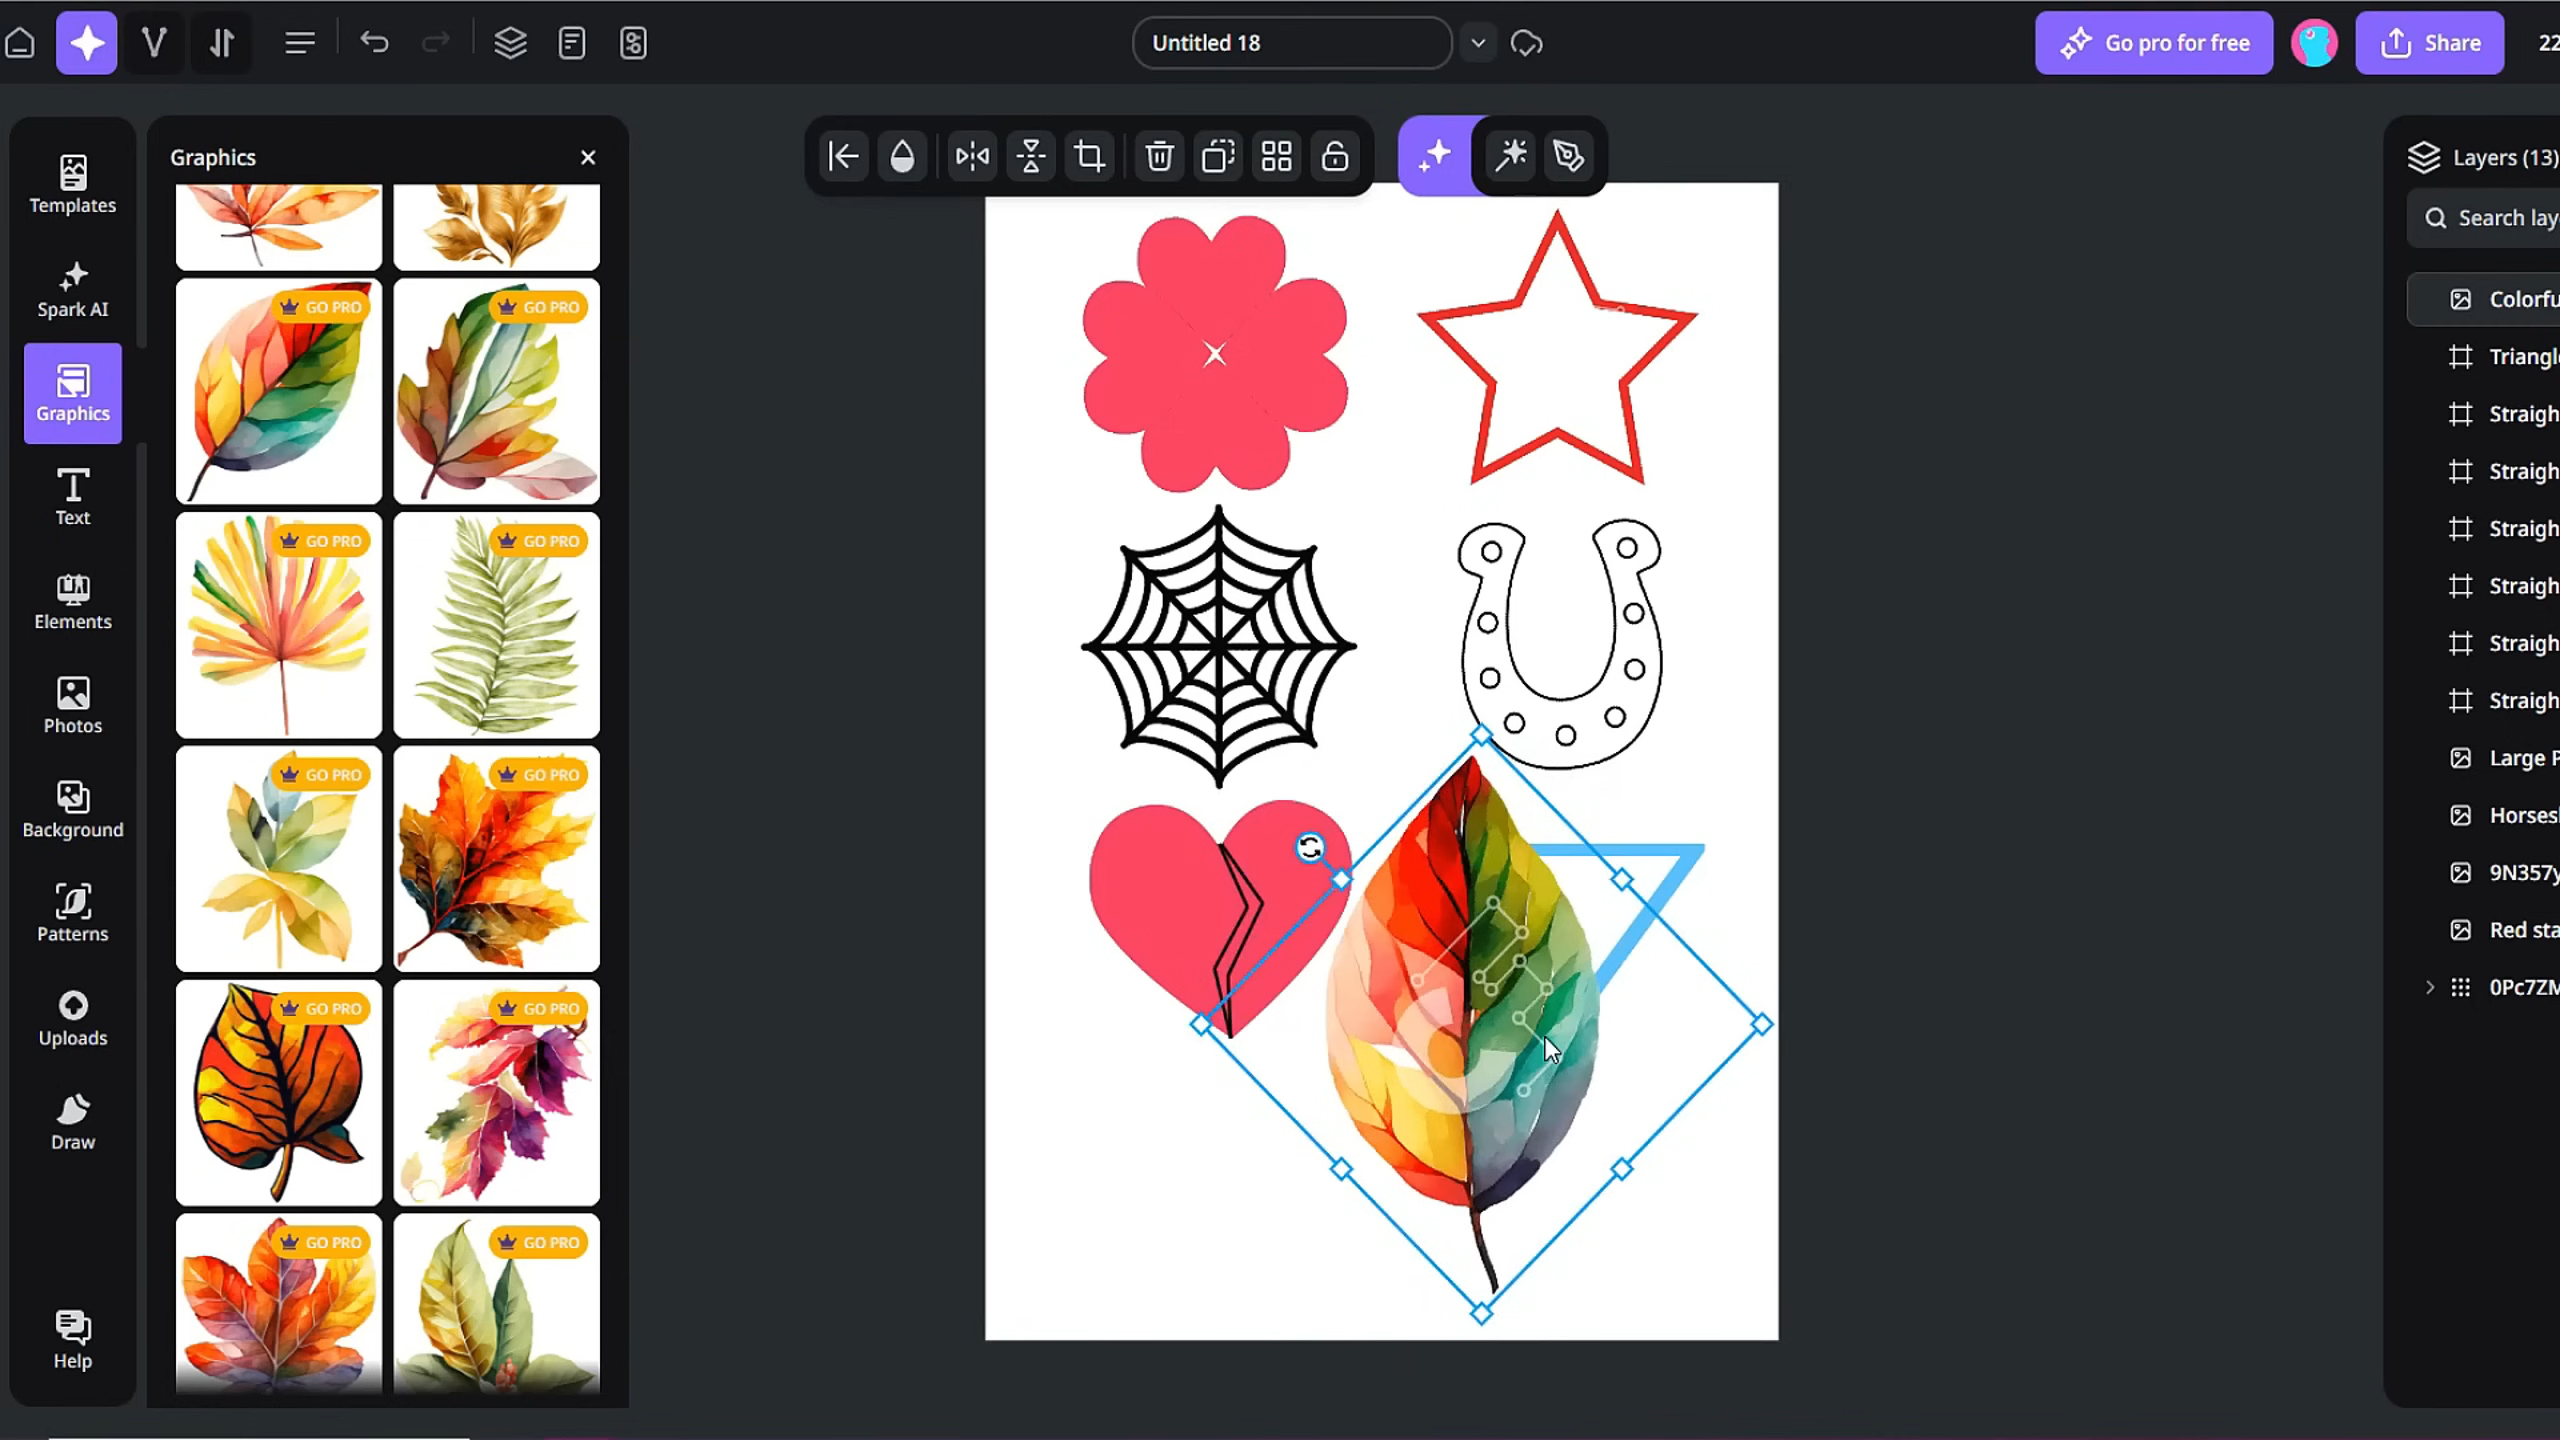 Untitled 18
Go pro for free
Share
22
Templates
Spark AI
Graphics
Text
Elements
Photos
Background
Patterns
Uploads
Draw
Help
Graphics
GO PRO
GO PRO
GO PRO
GO PRO
GO PRO
GO PRO
GO PRO
GO PRO
GO PRO
GO PRO
Layers (13)
Search lay
Colorfu
Triangl
Straigh
Straigh
Straigh
Straigh
Straigh
Straigh
Large P
Horses
9N357y
Red sta
0Pc7ZM